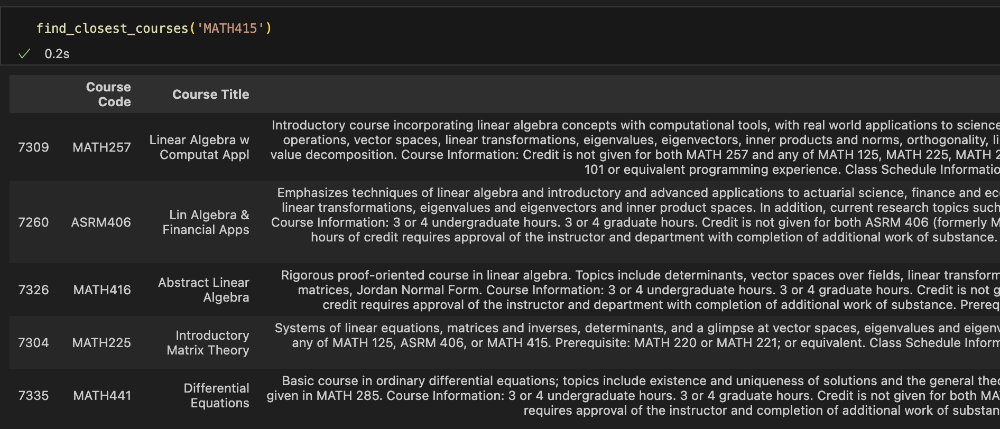 find_closest_courses('MATH415')
0.2s
Course
Code
Course Title
7309
MATH257
Linear Algebra w
Computat Appl
Introductory course incorporating linear algebra concepts with computational tools, with real world applications to science
operations, vector spaces, linear transformations, eigenvalues, eigenvectors, inner products and norms, orthogonality, li
value decomposition. Course Information: Credit is not given for both MATH 257 and any of MATH 125, MATH 225, MATH 2
101 or equivalent programming experience. Class Schedule Informatio
7260
ASRM406
Lin Algebra &
Financial Apps
Emphasizes techniques of linear algebra and introductory and advanced applications to actuarial science, finance and ec
linear transformations, eigenvalues and eigenvectors and inner product spaces. In addition, current research topics such
Course Information: 3 or 4 undergraduate hours. 3 or 4 graduate hours. Credit is not given for both ASRM 406 (formerly M
hours of credit requires approval of the instructor and department with completion of additional work of substance.
7326
MATH416
Abstract Linear
Algebra
Rigorous proof-oriented course in linear algebra. Topics include determinants, vector spaces over fields, linear transform
matrices, Jordan Normal Form. Course Information: 3 or 4 undergraduate hours. 3 or 4 graduate hours. Credit is not g
credit requires approval of the instructor and department with completion of additional work of substance. Prereq
7304
MATH225
Introductory
Matrix Theory
Systems of linear equations, matrices and inverses, determinants, and a glimpse at vector spaces, eigenvalues and eigenv
any of MATH 125, ASRM 406, or MATH 415. Prerequisite: MATH 220 or MATH 221; or equivalent. Class Schedule Inform
7335
MATH441
Differential
Equations
Basic course in ordinary differential equations; topics include existence and uniqueness of solutions and the general theo
given in MATH 285. Course Information: 3 or 4 undergraduate hours. 3 or 4 graduate hours. Credit is not given for both MA
requires approval of the instructor and completion of additional work of substan